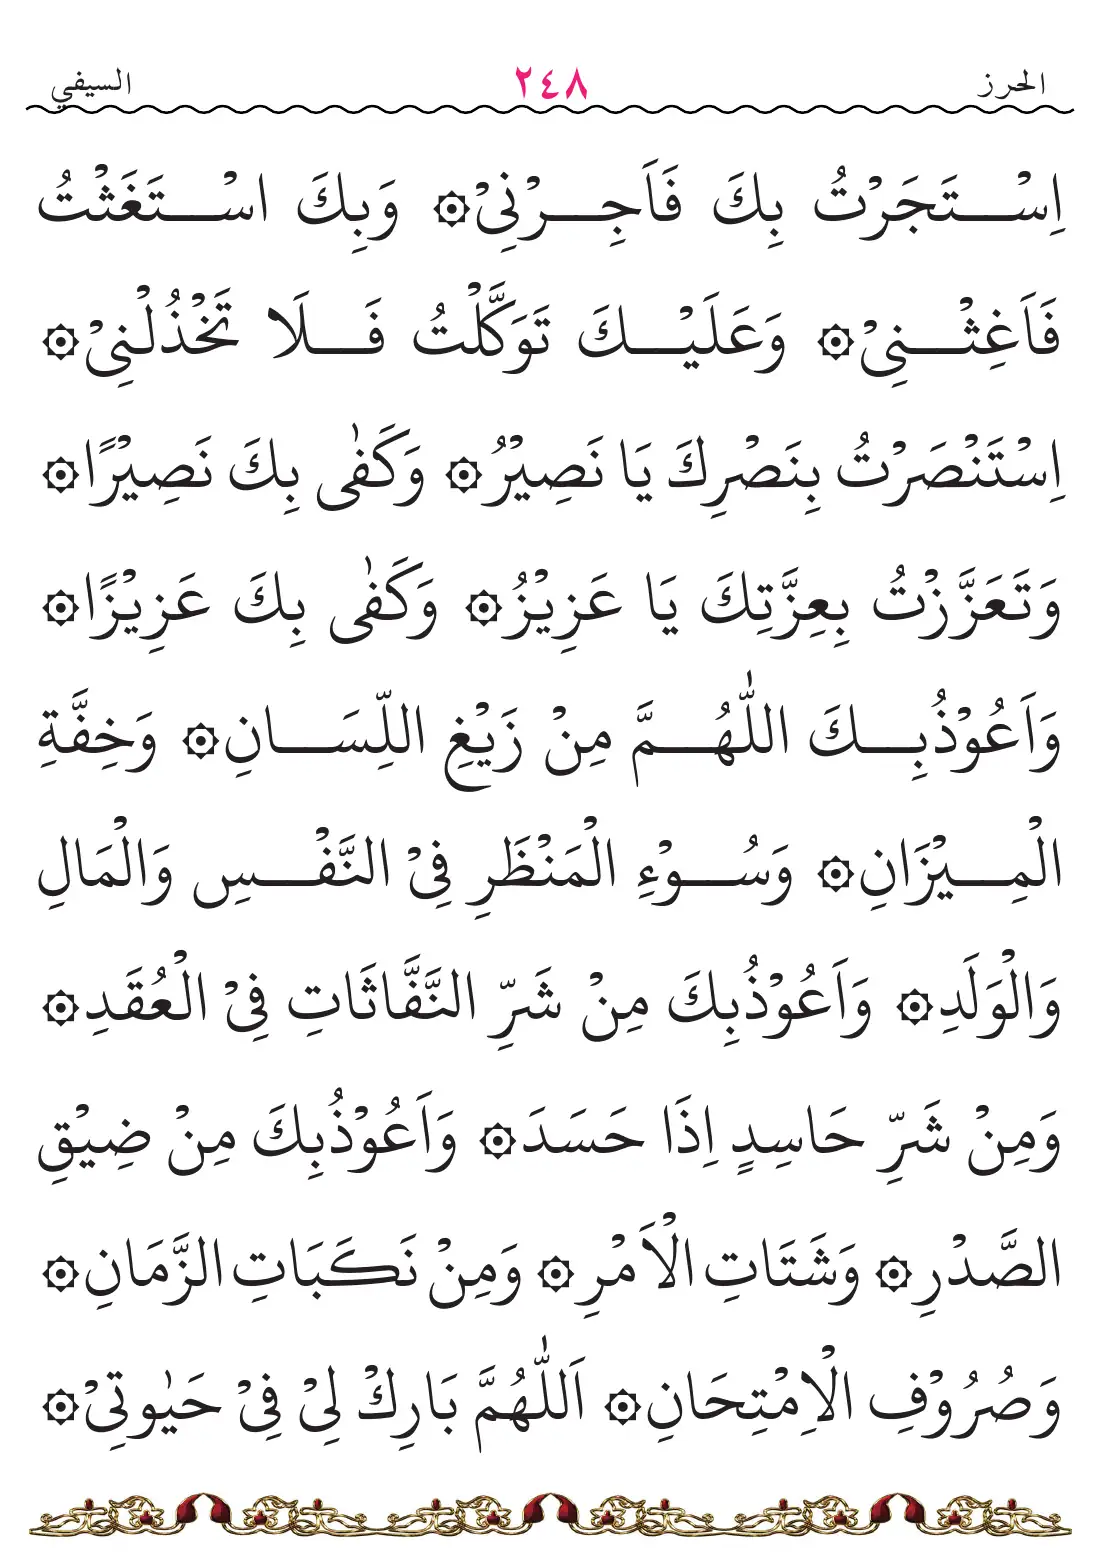 الحرز ٢٤٨ السيفي
اِسْتَجَرْتُ بِكَ فَاَجِرْنِىْ۞ وَبِكَ اسْتَغَثْتُ
فَاَغِثْنِىْ۞ وَعَلَيْكَ تَوَكَّلْتُ فَلَا تَخْذُلْنِىْ۞
اِسْتَنْصَرْتُ بِنَصْرِكَ يَا نَصِيْرُ۞ وَكَفٰى بِكَ نَصِيْرًا۞
وَتَعَزَّزْتُ بِعِزَّتِكَ يَا عَزِيْزُ۞ وَكَفٰى بِكَ عَزِيْزًا۞
وَاَعُوْذُبِكَ اللّٰهُمَّ مِنْ زَيْغِ اللِّسَانِ۞ وَخِفَّةِ
الْمِيْزَانِ۞ وَسُوْءِ الْمَنْظَرِ فِىْ النَّفْسِ وَالْمَالِ
وَالْوَلَدِ۞ وَاَعُوْذُبِكَ مِنْ شَرِّ النَّفَّاثَاتِ فِىْ الْعُقَدِ۞
وَمِنْ شَرِّ حَاسِدٍ اِذَا حَسَدَ۞ وَاَعُوْذُبِكَ مِنْ ضِيْقِ
الصَّدْرِ۞ وَشَتَاتِ الْاَمْرِ۞ وَمِنْ نَكَبَاتِ الزَّمَانِ۞
وَصُرُوْفِ الْاِمْتِحَانِ۞ اَللّٰهُمَّ بَارِكْ لِىْ فِىْ حَيٰوتِىْ۞